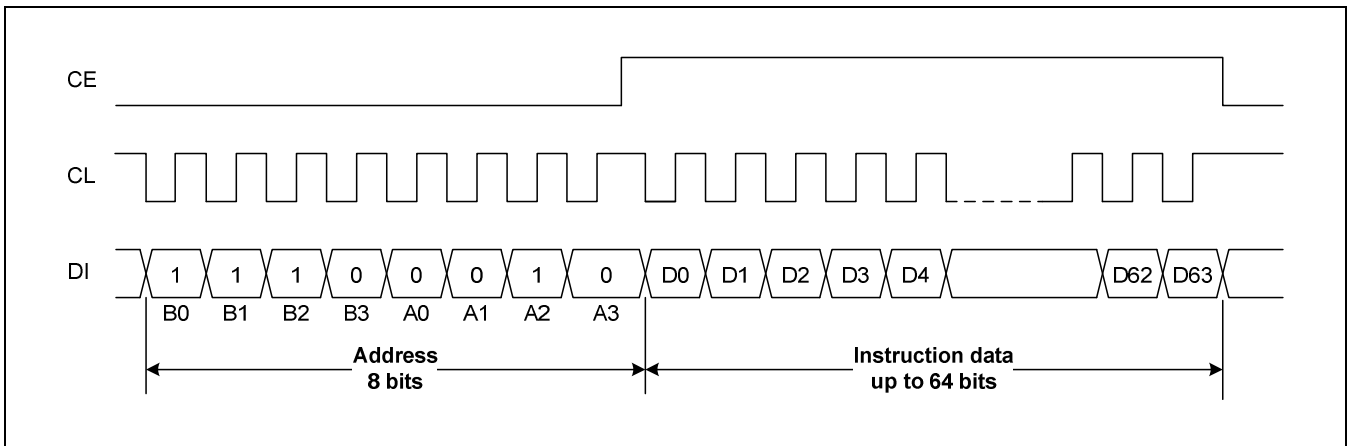 CE
CL
DI 1 1 1 0 0 0 1 0 D0 D1 D2 D3 D4 D62 D63
B0 B1 B2 B3 A0 A1 A2 A3
Address
8 bits
Instruction data
up to 64 bits